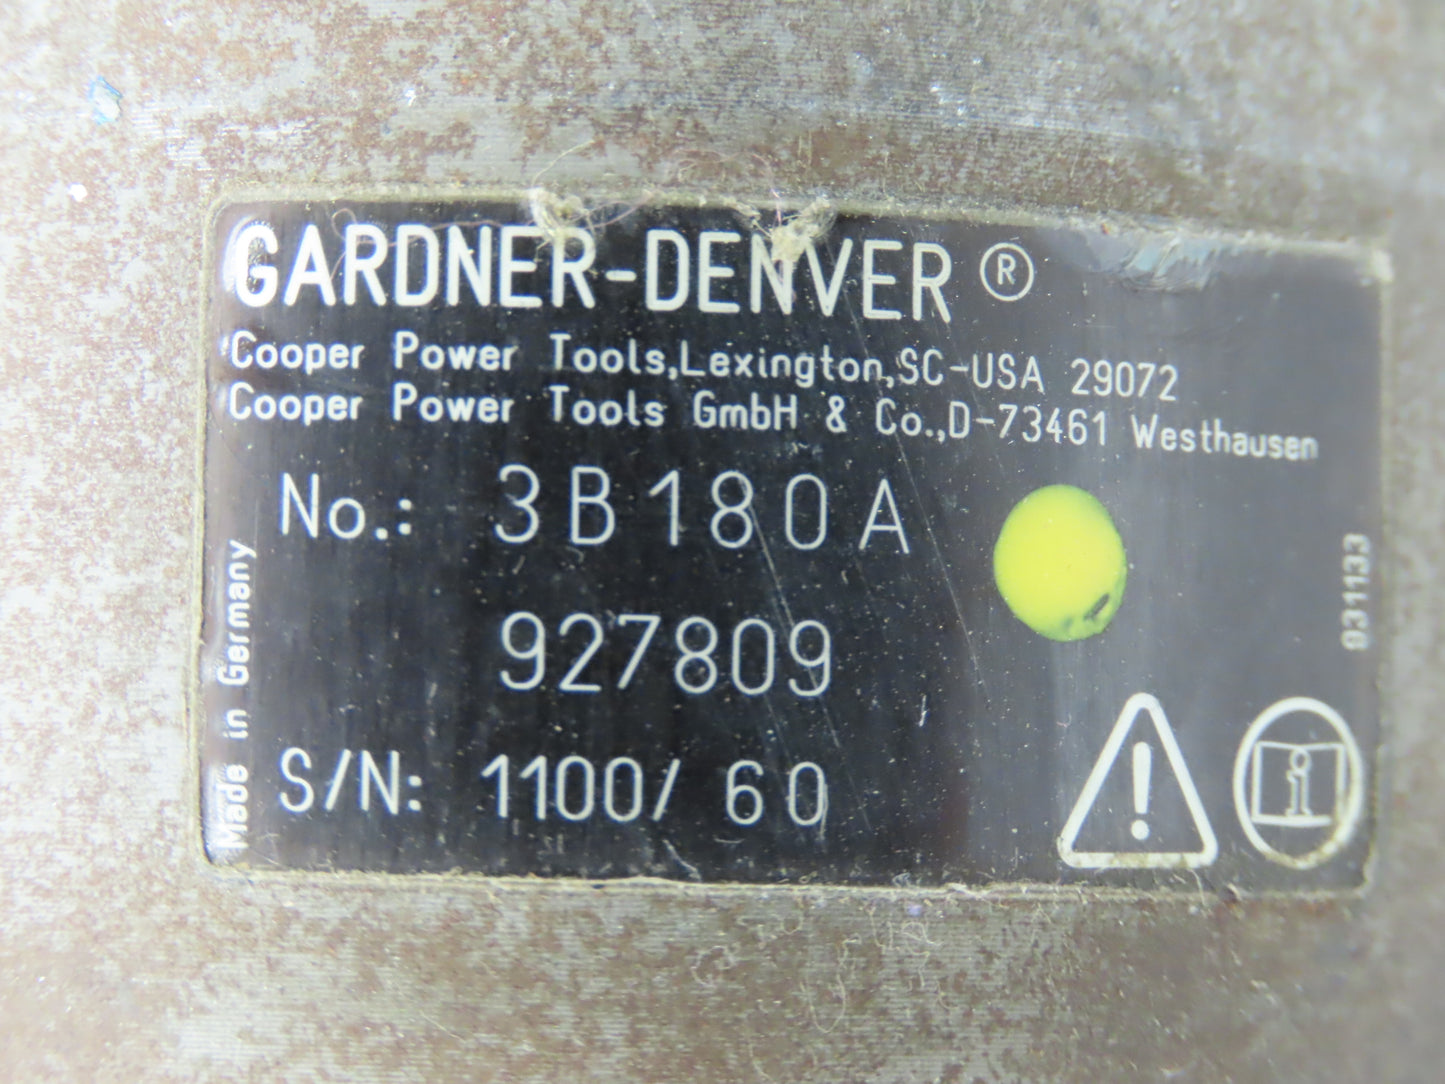 GARDNER-DENVER ®
Cooper Power Tools,Lexington,SC-USA 29072
Cooper Power Tools GmbH & Co.,D-73461 Westhausen
No.: 3B180A
927809
S/N: 1100/ 60
Made in Germany
931133